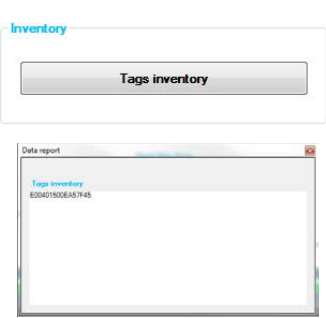 Inventory
Tags inventory
Data report
Tags inventory
E00401500EA57F45